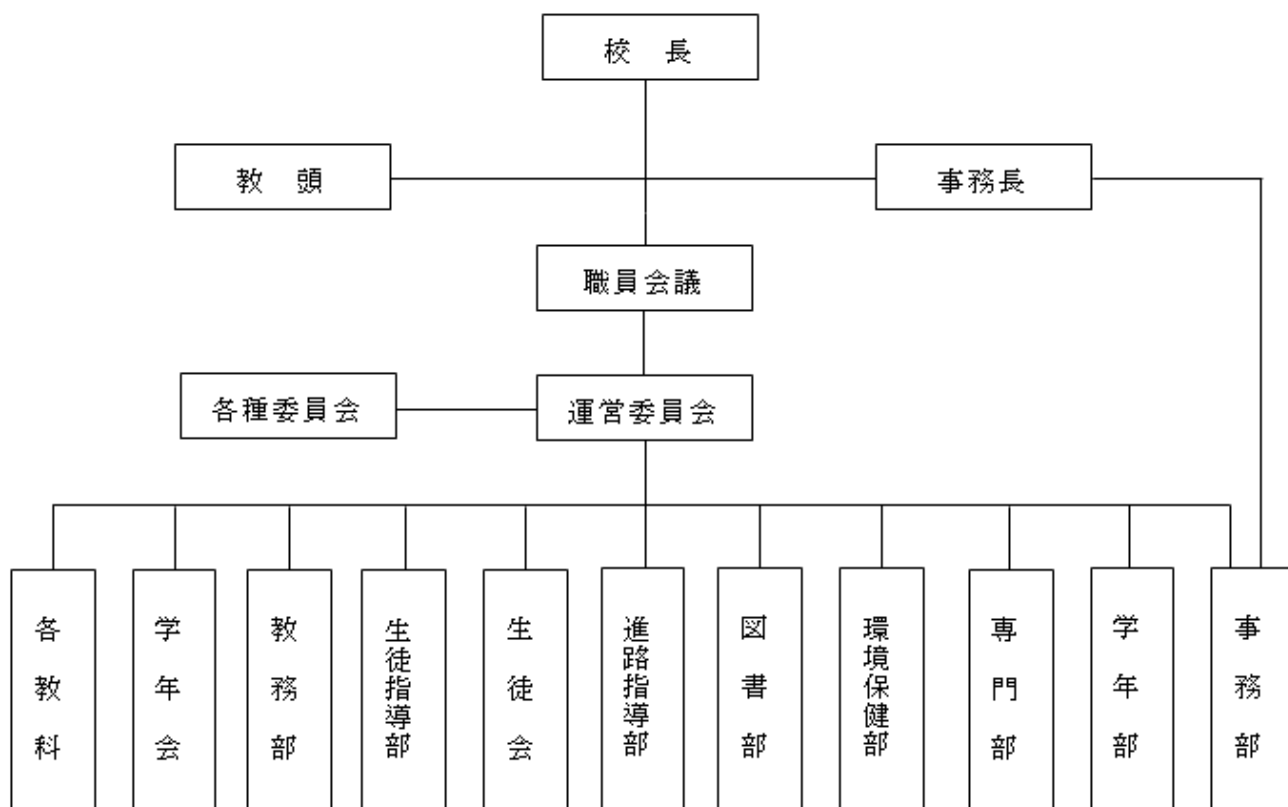 校　長
教　頭
事務長
職員会議
各種委員会
運営委員会
各教科
学年会
教務部
生徒指導部
生徒会
進路指導部
図書部
環境保健部
専門部
学年部
事務部